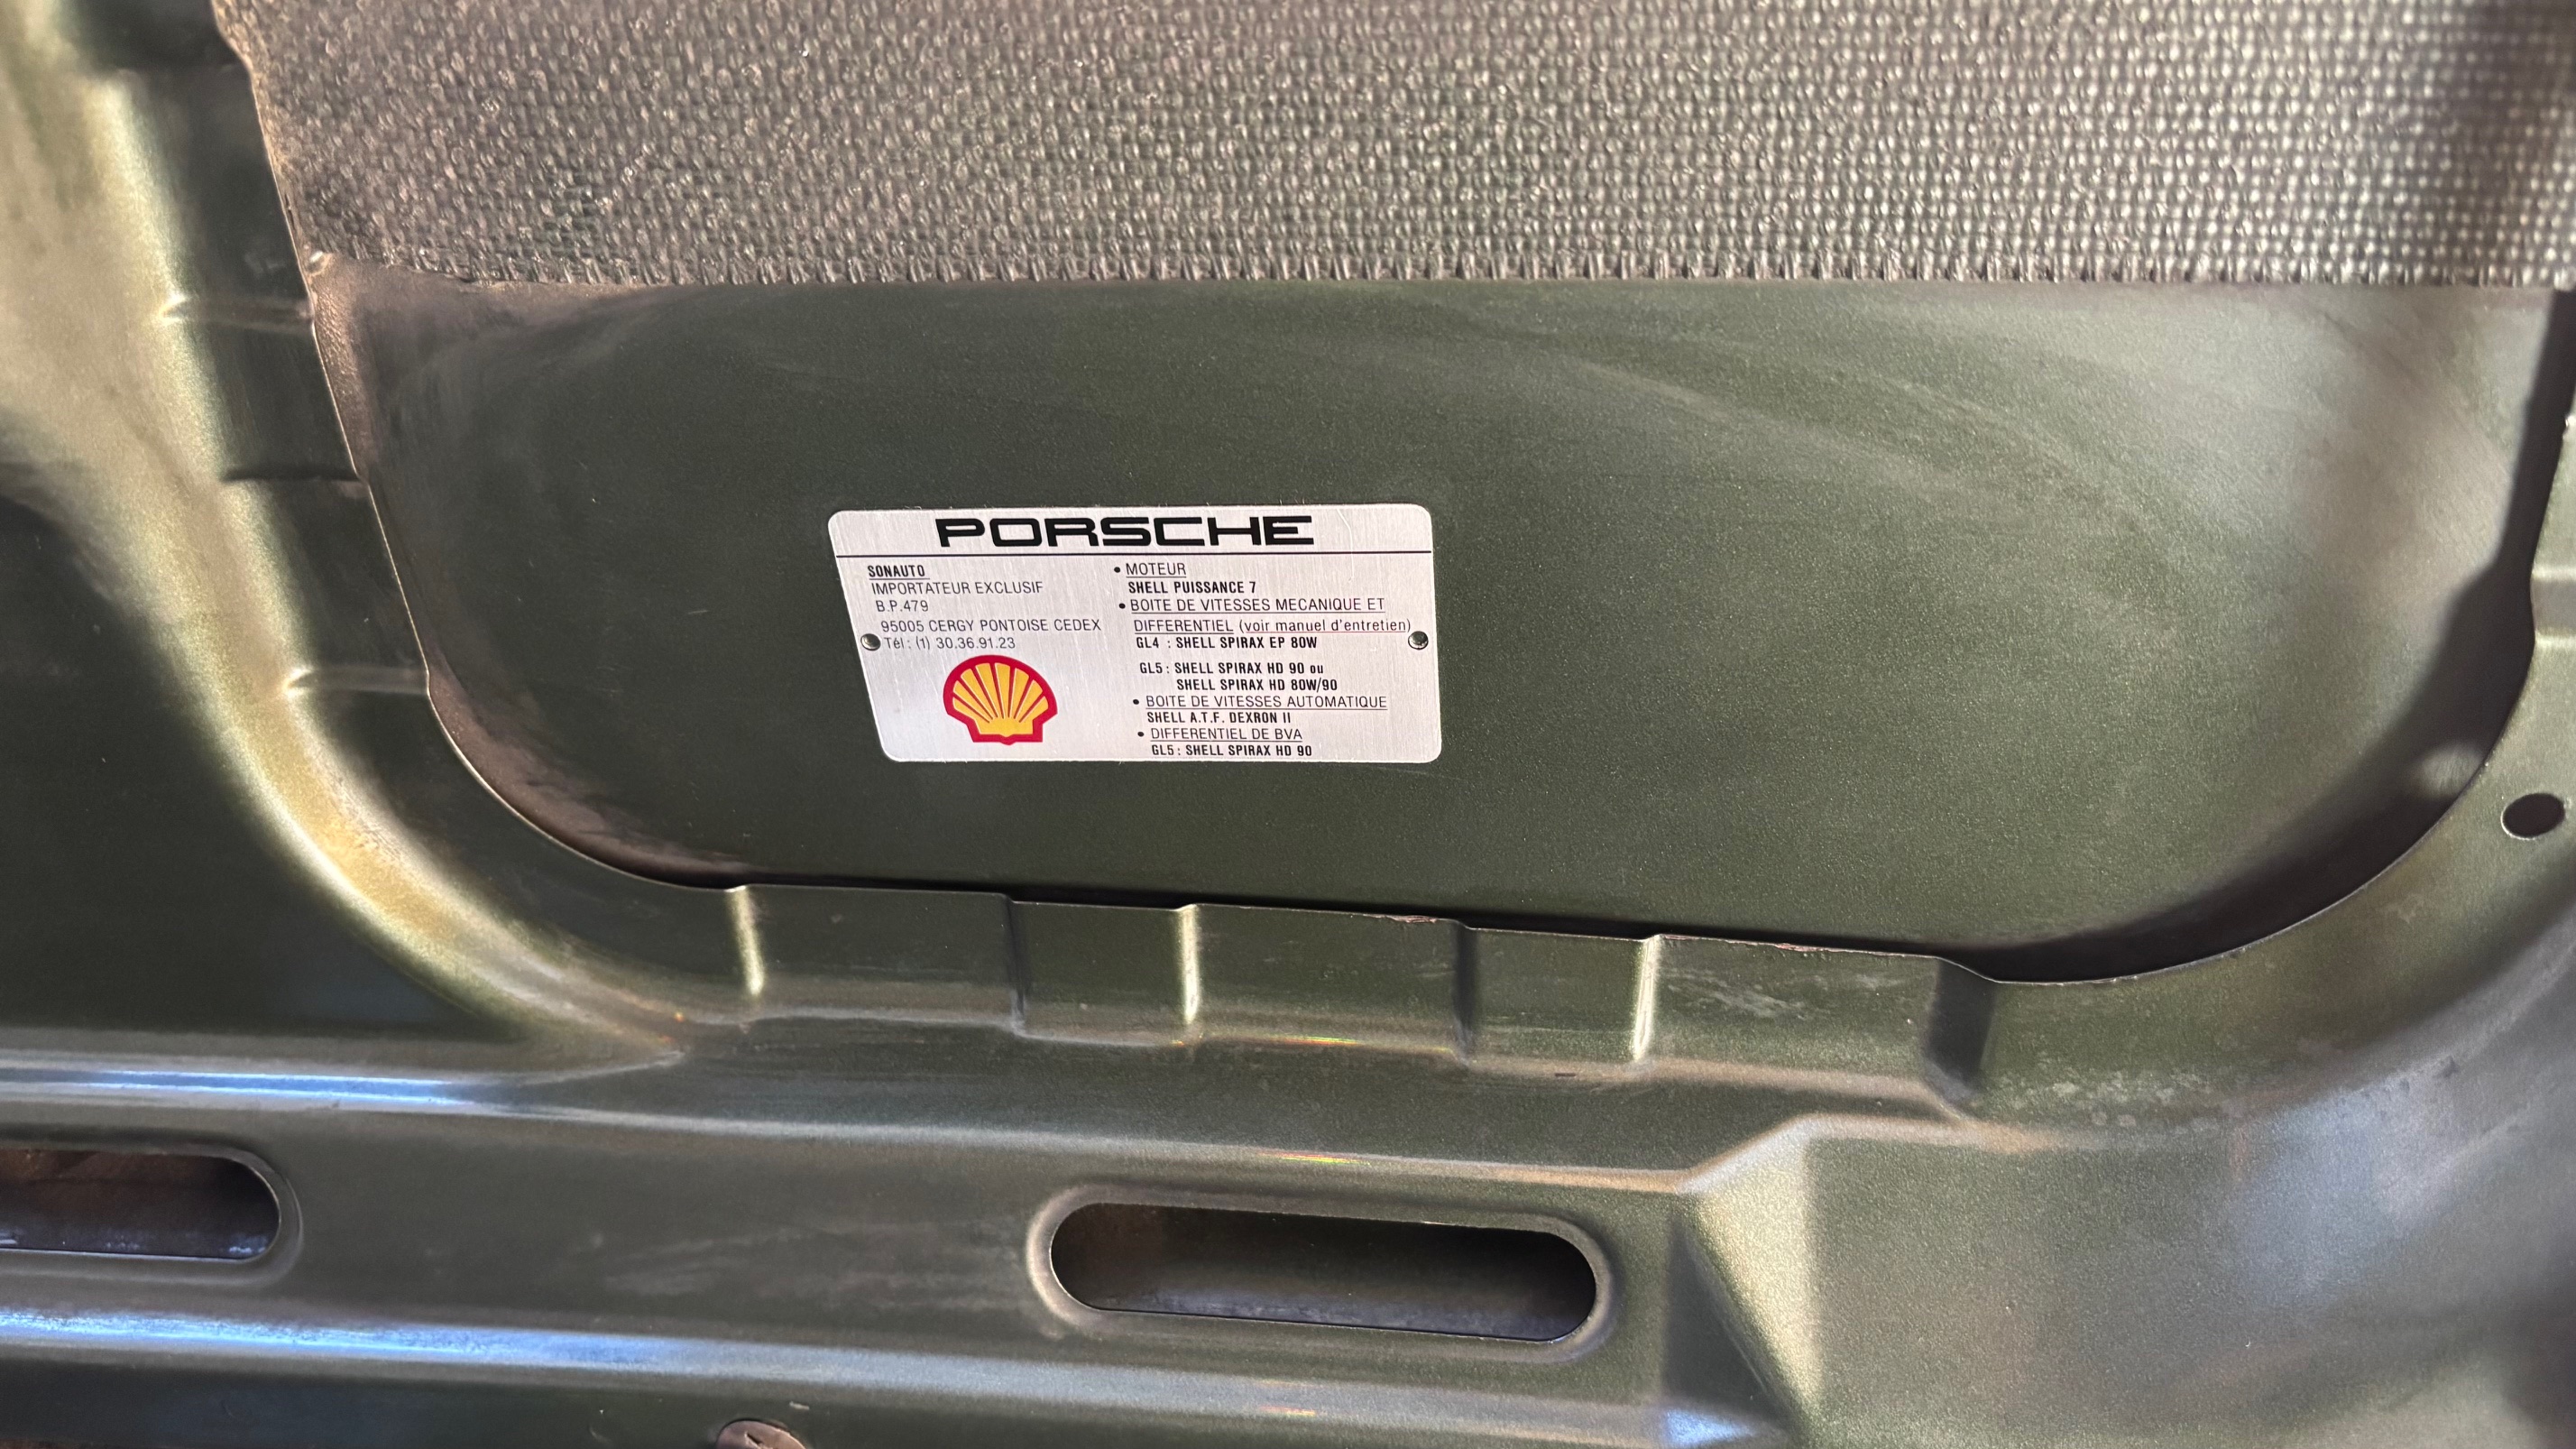 PORSCHE
SONAUTO
IMPORTATEUR EXCLUSIF
B.P.479
95005 CERGY PONTOISE CEDEX
Tél : (1) 30.36.91.23
• MOTEUR
SHELL PUISSANCE 7
• BOITE DE VITESSES MECANIQUE ET
DIFFERENTIEL (voir manuel d'entretien)
GL4 : SHELL SPIRAX EP 80W
GL5 : SHELL SPIRAX HD 90 ou
SHELL SPIRAX HD 80W/90
• BOITE DE VITESSES AUTOMATIQUE
SHELL A.T.F. DEXRON II
• DIFFERENTIEL DE BVA
GL5 : SHELL SPIRAX HD 90